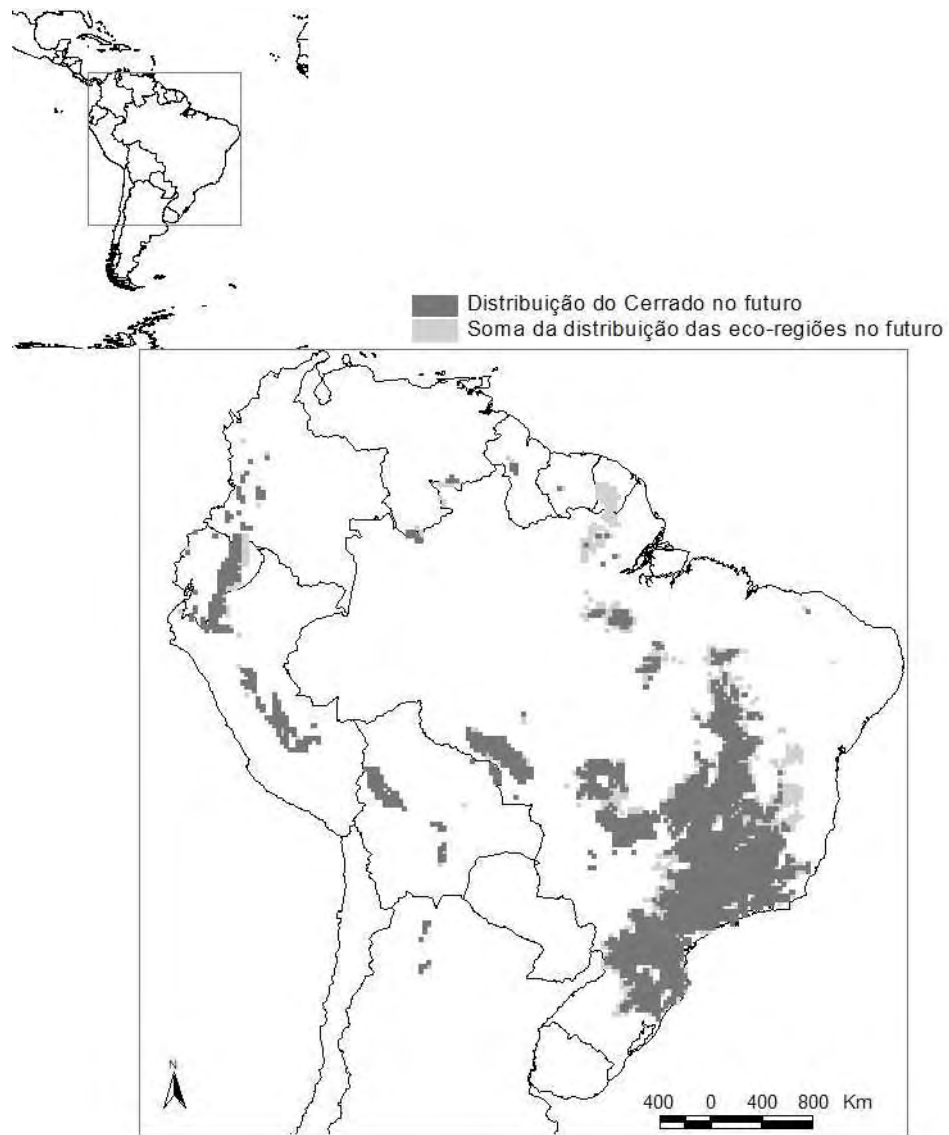 Distribuição do Cerrado no futuro
Soma da distribuição das eco-regiões no futuro
N
400 0 400 800 Km